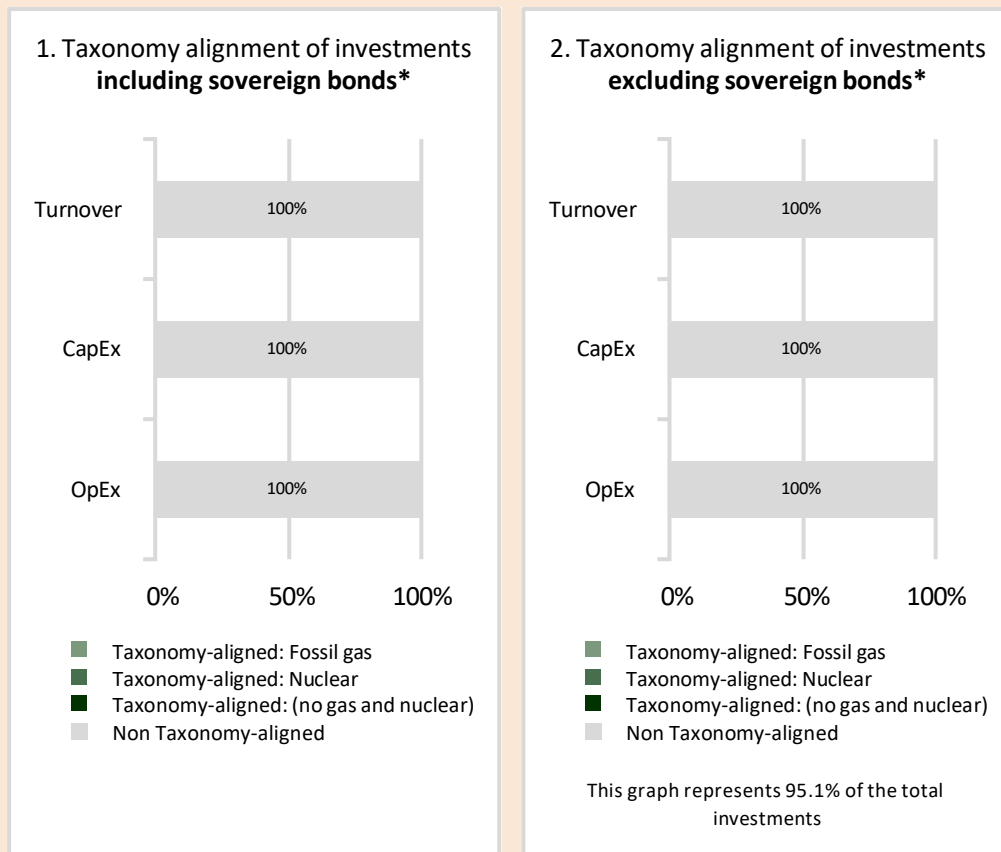 1. Taxonomy alignment of investments
including sovereign bonds*
Turnover
100%
CapEx
100%
OpEx
100%
0%
50%
100%
Taxonomy-aligned: Fossil gas
Taxonomy-aligned: Nuclear
Taxonomy-aligned: (no gas and nuclear)
Non Taxonomy-aligned
2. Taxonomy alignment of investments
excluding sovereign bonds*
Turnover
100%
CapEx
100%
OpEx
100%
0%
50%
100%
Taxonomy-aligned: Fossil gas
Taxonomy-aligned: Nuclear
Taxonomy-aligned: (no gas and nuclear)
Non Taxonomy-aligned
This graph represents 95.1% of the total
investments